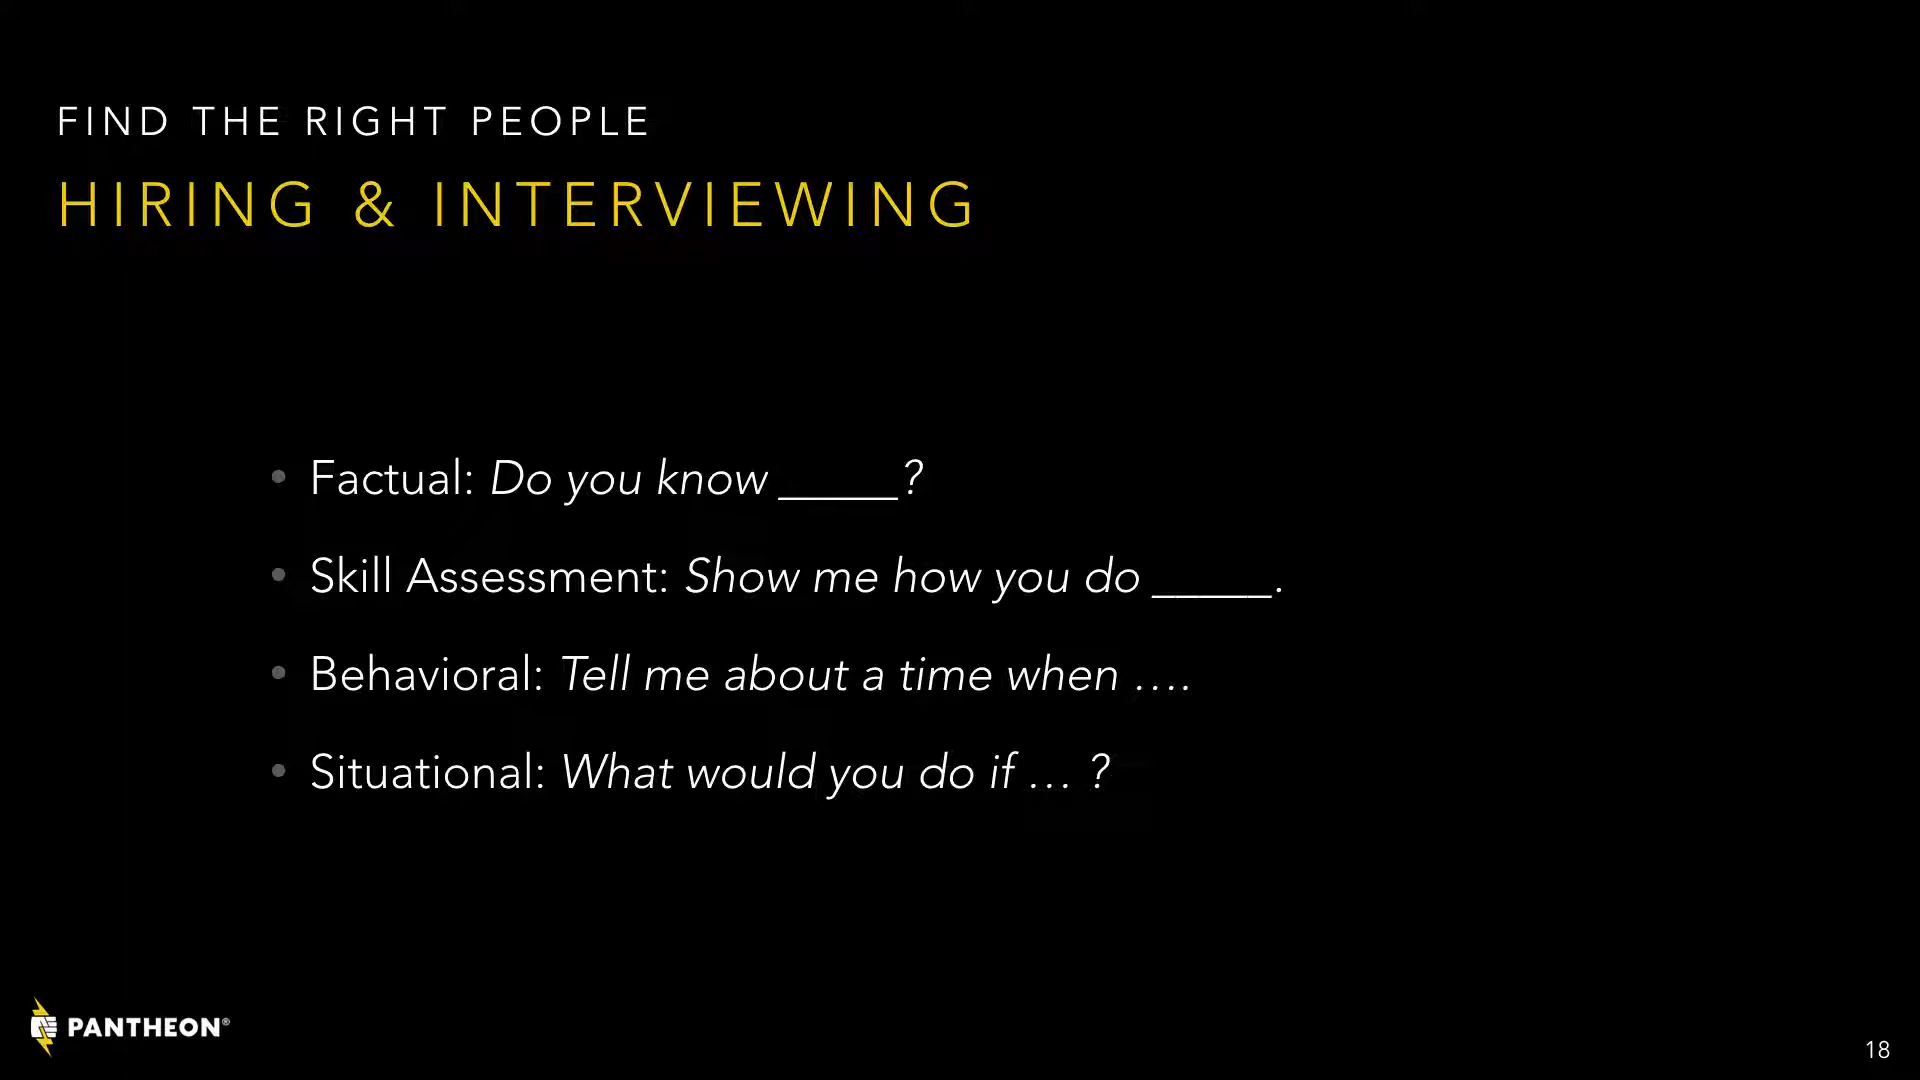 FIND THE RIGHT PEOPLE
HIRING & INTERVIEWING
• Factual: Do you know _____?
• Skill Assessment: Show me how you do _____.
• Behavioral: Tell me about a time when ….
• Situational: What would you do if … ?
PANTHEON®
18